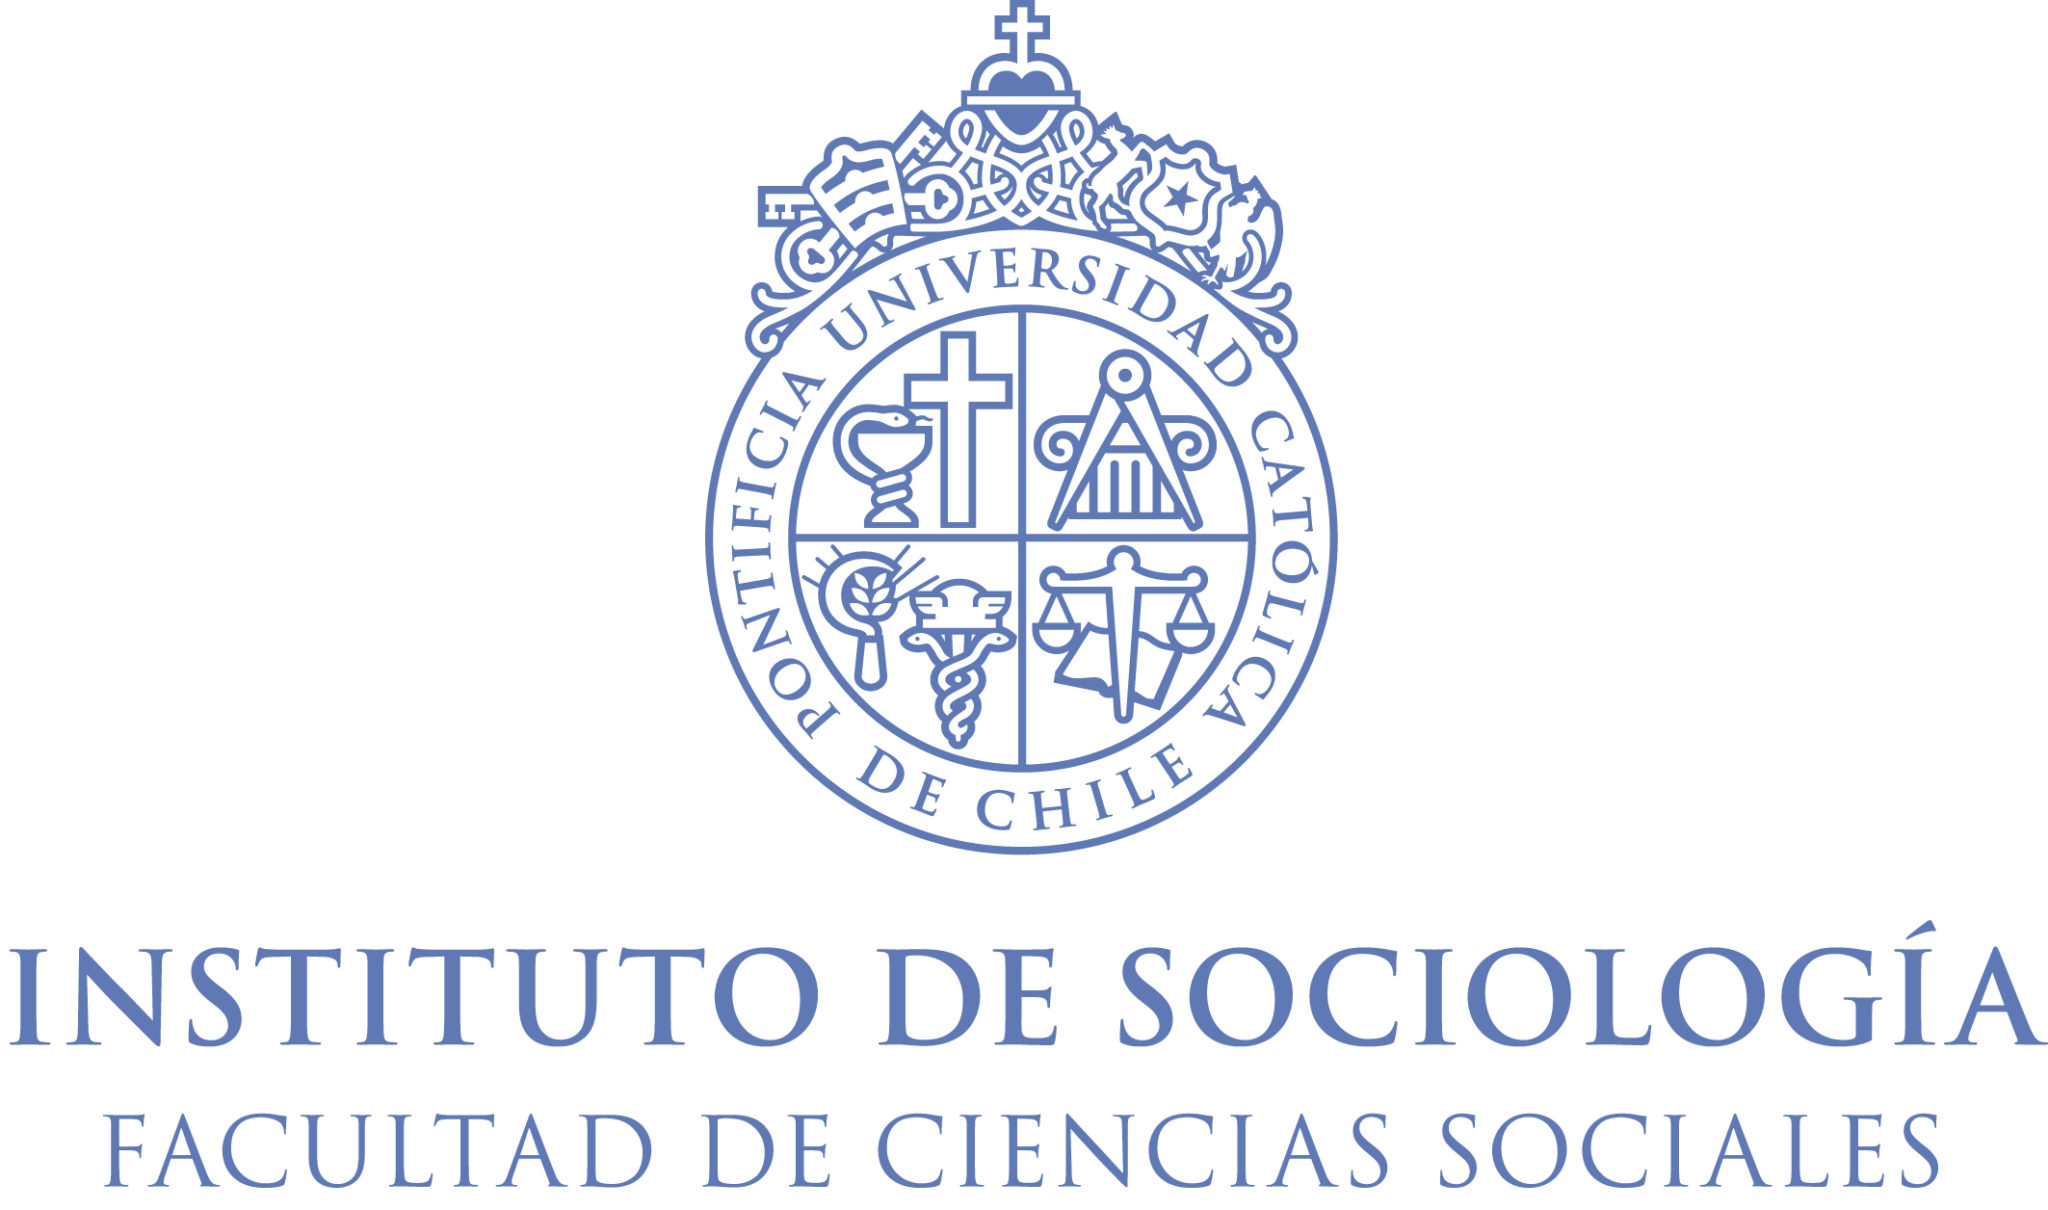 PONTIFICIA UNIVERSIDAD CATÓLICA DE CHILE
INSTITUTO DE SOCIOLOGÍA
FACULTAD DE CIENCIAS SOCIALES